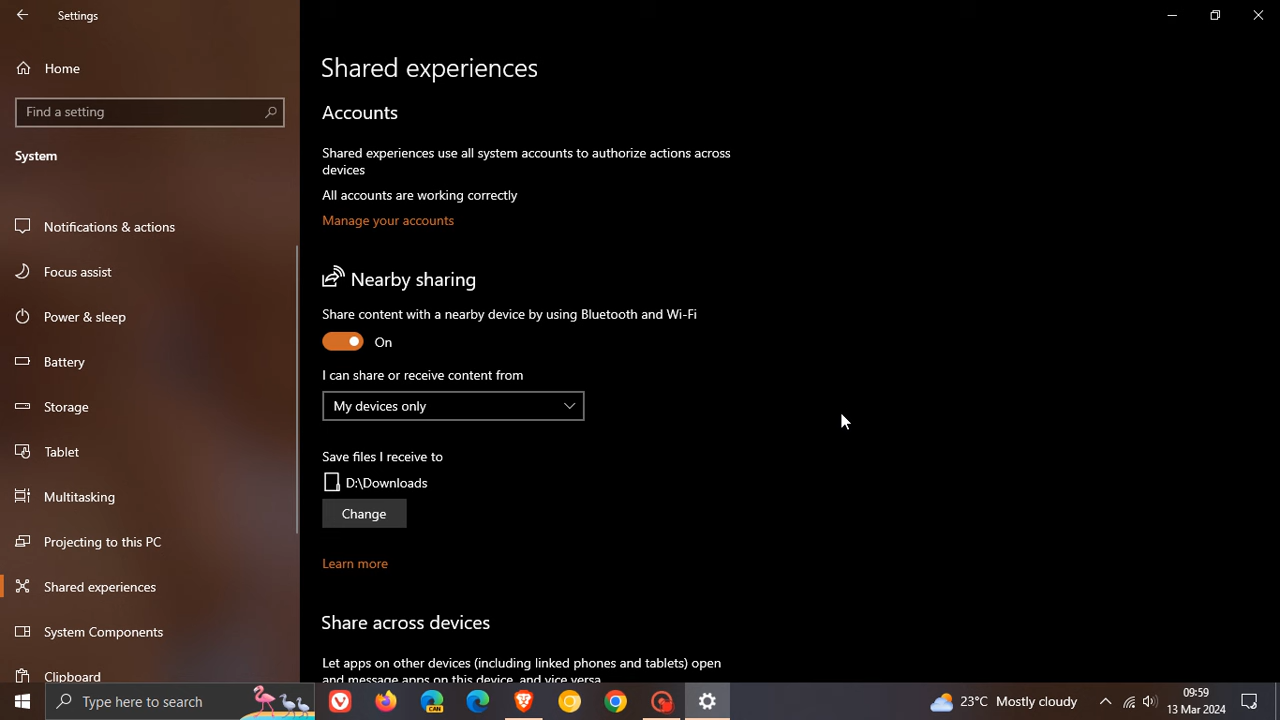 Settings
Home
Find a setting
System
Notifications & actions
Focus assist
Power & sleep
Battery
Storage
Tablet
Multitasking
Projecting to this PC
Shared experiences
System Components
Clipboard
Shared experiences
Accounts
Shared experiences use all system accounts to authorize actions across
devices
All accounts are working correctly
Manage your accounts
Nearby sharing
Share content with a nearby device by using Bluetooth and Wi-Fi
On
I can share or receive content from
My devices only
Save files I receive to
D:\Downloads
Change
Learn more
Share across devices
Let apps on other devices (including linked phones and tablets) open
and message apps on this device, and vice versa
Type here to search
CAN
23°C Mostly cloudy
09:59
13 Mar 2024